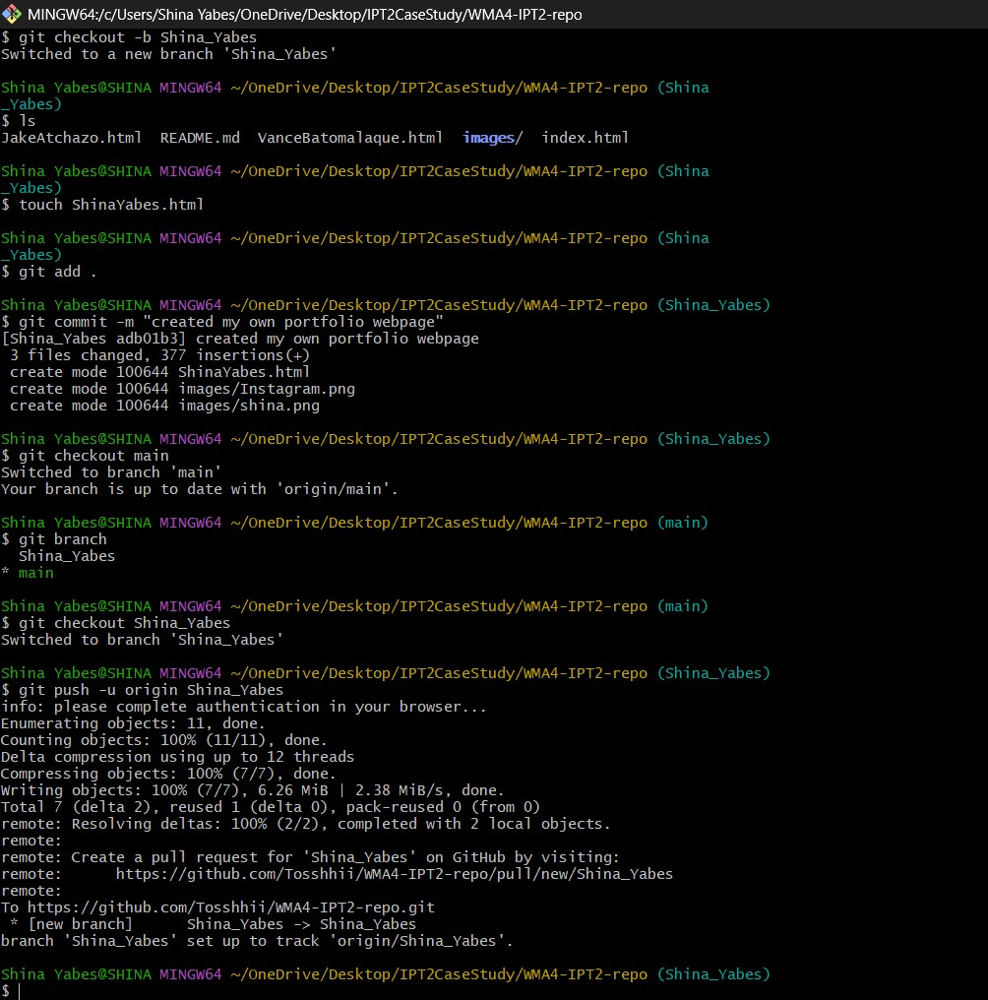 MINGW64:/c/Users/Shina Yabes/OneDrive/Desktop/IPT2CaseStudy/WMA4-IPT2-repo
$ git checkout -b Shina_Yabes
Switched to a new branch 'Shina_Yabes'
Shina Yabes@SHINA MINGW64 ~/OneDrive/Desktop/IPT2CaseStudy/WMA4-IPT2-repo (Shina
_Yabes)
$ ls
JakeAtchazo.html  README.md  VanceBatomalaque.html  images/  index.html
Shina Yabes@SHINA MINGW64 ~/OneDrive/Desktop/IPT2CaseStudy/WMA4-IPT2-repo (Shina
_Yabes)
$ touch ShinaYabes.html
Shina Yabes@SHINA MINGW64 ~/OneDrive/Desktop/IPT2CaseStudy/WMA4-IPT2-repo (Shina
_Yabes)
$ git add .
Shina Yabes@SHINA MINGW64 ~/OneDrive/Desktop/IPT2CaseStudy/WMA4-IPT2-repo (Shina_Yabes)
$ git commit -m "created my own portfolio webpage"
[Shina_Yabes adb01b3] created my own portfolio webpage
 3 files changed, 377 insertions(+)
 create mode 100644 ShinaYabes.html
 create mode 100644 images/Instagram.png
 create mode 100644 images/shina.png
Shina Yabes@SHINA MINGW64 ~/OneDrive/Desktop/IPT2CaseStudy/WMA4-IPT2-repo (Shina_Yabes)
$ git checkout main
Switched to branch 'main'
Your branch is up to date with 'origin/main'.
Shina Yabes@SHINA MINGW64 ~/OneDrive/Desktop/IPT2CaseStudy/WMA4-IPT2-repo (main)
$ git branch
  Shina_Yabes
* main
Shina Yabes@SHINA MINGW64 ~/OneDrive/Desktop/IPT2CaseStudy/WMA4-IPT2-repo (main)
$ git checkout Shina_Yabes
Switched to branch 'Shina_Yabes'
Shina Yabes@SHINA MINGW64 ~/OneDrive/Desktop/IPT2CaseStudy/WMA4-IPT2-repo (Shina_Yabes)
$ git push -u origin Shina_Yabes
info: please complete authentication in your browser...
Enumerating objects: 11, done.
Counting objects: 100% (11/11), done.
Delta compression using up to 12 threads
Compressing objects: 100% (7/7), done.
Writing objects: 100% (7/7), 6.26 MiB | 2.38 MiB/s, done.
Total 7 (delta 2), reused 1 (delta 0), pack-reused 0 (from 0)
remote: Resolving deltas: 100% (2/2), completed with 2 local objects.
remote:
remote: Create a pull request for 'Shina_Yabes' on GitHub by visiting:
remote:      https://github.com/Tosshhii/WMA4-IPT2-repo/pull/new/Shina_Yabes
remote:
To https://github.com/Tosshhii/WMA4-IPT2-repo.git
 * [new branch]      Shina_Yabes -> Shina_Yabes
branch 'Shina_Yabes' set up to track 'origin/Shina_Yabes'.
Shina Yabes@SHINA MINGW64 ~/OneDrive/Desktop/IPT2CaseStudy/WMA4-IPT2-repo (Shina_Yabes)
$